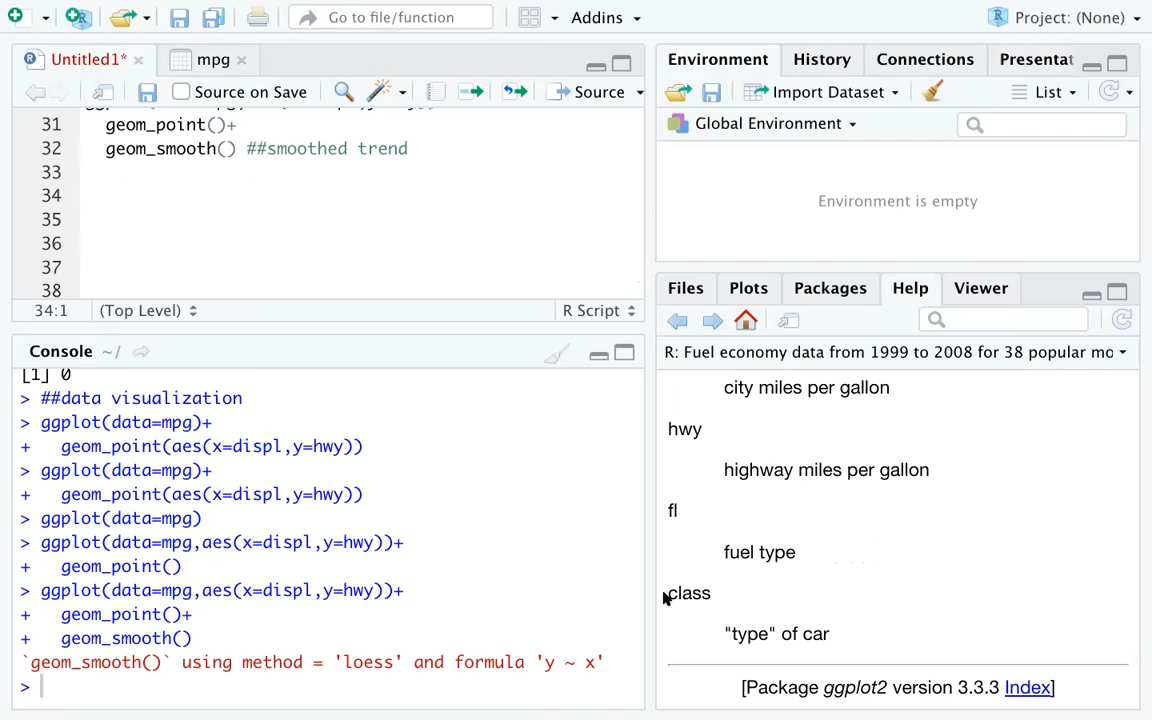 Go to file/function
Addins
Project: (None)
Untitled1*
mpg
Source on Save
Source
31 geom_point()+
32 geom_smooth() ##smoothed trend
33
34
35
36
37
38
34:1 (Top Level) R Script
Console ~/
[1] 0
> ##data visualization
> ggplot(data=mpg)+
+ geom_point(aes(x=displ,y=hwy))
> ggplot(data=mpg)+
+ geom_point(aes(x=displ,y=hwy))
> ggplot(data=mpg)
> ggplot(data=mpg,aes(x=displ,y=hwy))+
+ geom_point()
> ggplot(data=mpg,aes(x=displ,y=hwy))+
+ geom_point()+
+ geom_smooth()
`geom_smooth()` using method = 'loess' and formula 'y ~ x'
>
Environment History Connections Presentat
Import Dataset List
Global Environment
Environment is empty
Files Plots Packages Help Viewer
R: Fuel economy data from 1999 to 2008 for 38 popular mo
city miles per gallon
hwy
highway miles per gallon
fl
fuel type
class
"type" of car
[Package ggplot2 version 3.3.3 Index]